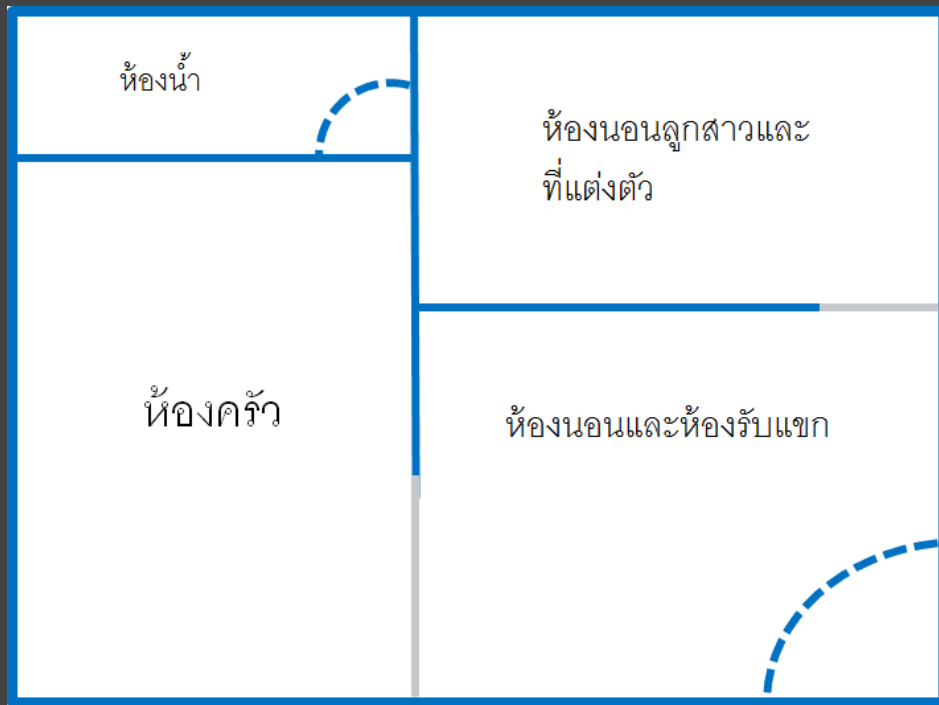 ห้องน้ำ
ห้องนอนลูกสาวและ
ที่แต่งตัว
ห้องครัว
ห้องนอนและห้องรับแขก